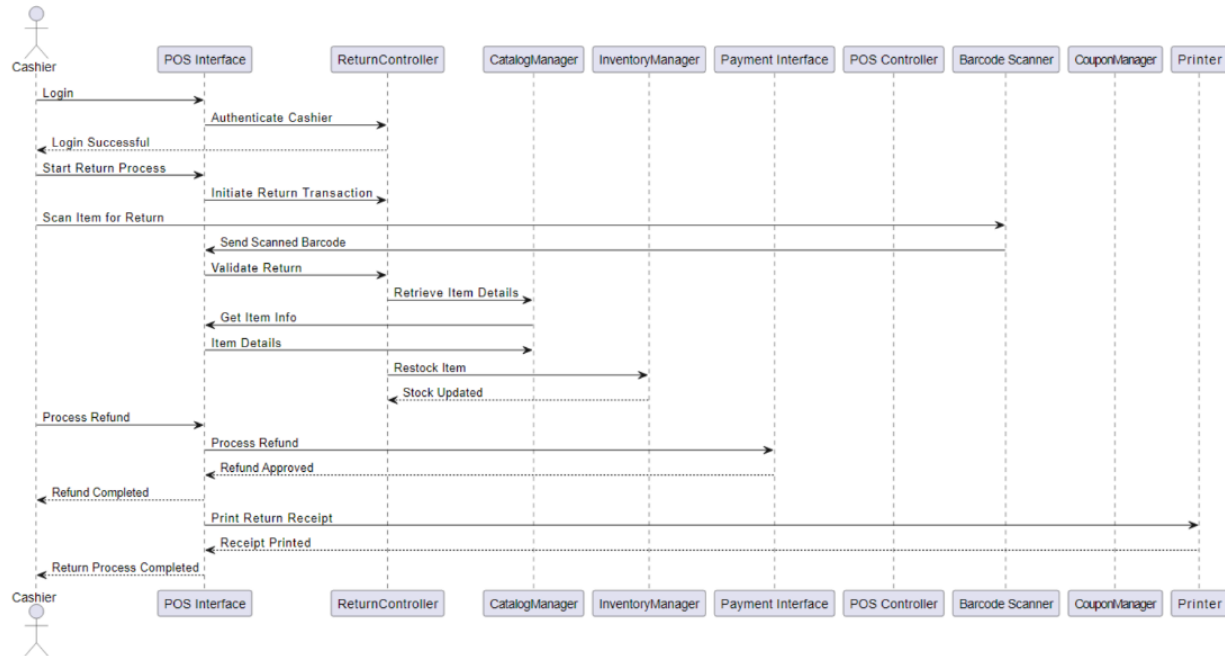 Cashier
POS Interface
ReturnController
CatalogManager
InventoryManager
Payment Interface
POS Controller
Barcode Scanner
CouponManager
Printer
Login
Authenticate Cashier
Login Successful
Start Return Process
Initiate Return Transaction
Scan Item for Return
Send Scanned Barcode
Validate Return
Retrieve Item Details
Get Item Info
Item Details
Restock Item
Stock Updated
Process Refund
Process Refund
Refund Approved
Refund Completed
Print Return Receipt
Receipt Printed
Return Process Completed
Cashier
POS Interface
ReturnController
CatalogManager
InventoryManager
Payment Interface
POS Controller
Barcode Scanner
CouponManager
Printer